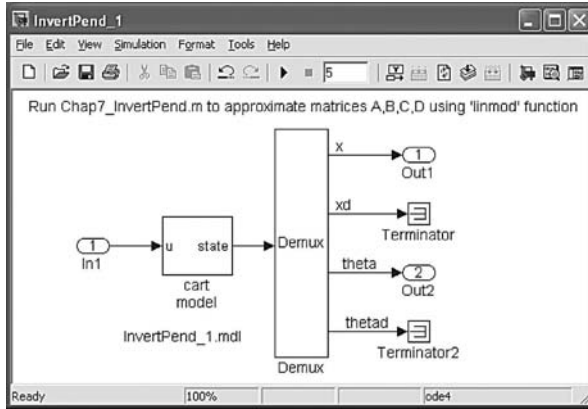 InvertPend_1
File Edit View Simulation Format Tools Help
5
Run Chap7_InvertPend.m to approximate matrices A,B,C,D using 'linmod' function
x
1
Out1
xd
Terminator
1
In1
u state
cart
model
Demux
theta
2
Out2
thetad
Terminator2
InvertPend_1.mdl
Demux
Ready 100% ode4